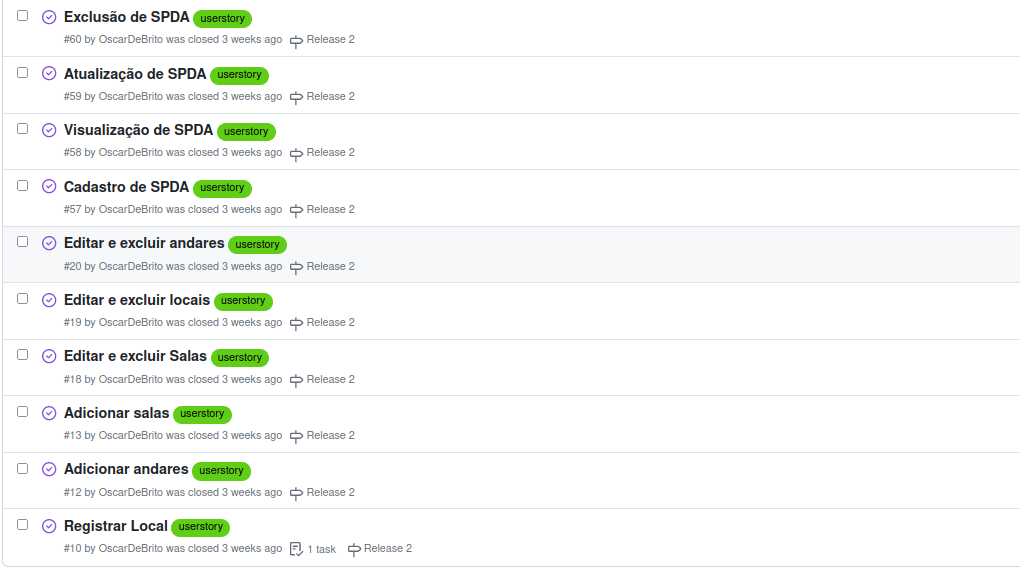 Exclusão de SPDA userstory
#60 by OscarDeBrito was closed 3 weeks ago Release 2
Atualização de SPDA userstory
#59 by OscarDeBrito was closed 3 weeks ago Release 2
Visualização de SPDA userstory
#58 by OscarDeBrito was closed 3 weeks ago Release 2
Cadastro de SPDA userstory
#57 by OscarDeBrito was closed 3 weeks ago Release 2
Editar e excluir andares userstory
#20 by OscarDeBrito was closed 3 weeks ago Release 2
Editar e excluir locais userstory
#19 by OscarDeBrito was closed 3 weeks ago Release 2
Editar e excluir Salas userstory
#18 by OscarDeBrito was closed 3 weeks ago Release 2
Adicionar salas userstory
#13 by OscarDeBrito was closed 3 weeks ago Release 2
Adicionar andares userstory
#12 by OscarDeBrito was closed 3 weeks ago Release 2
Registrar Local userstory
#10 by OscarDeBrito was closed 3 weeks ago 1 task Release 2